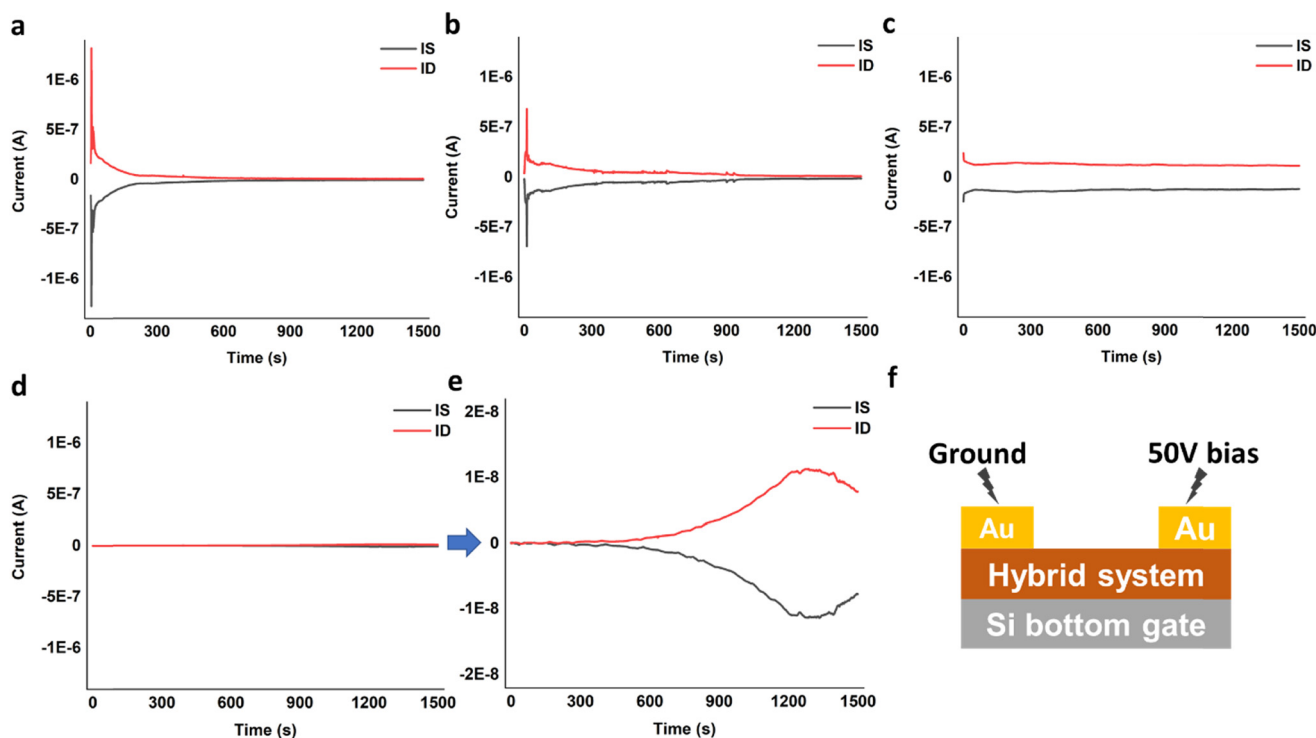 a
IS
ID
1E-6
5E-7
0
-5E-7
-1E-6
Current (A)
0 300 600 900 1200 1500
Time (s)
b
IS
ID
1E-6
5E-7
0
-5E-7
-1E-6
Current (A)
0 300 600 900 1200 1500
Time (s)
c
IS
ID
1E-6
5E-7
0
-5E-7
-1E-6
Current (A)
0 300 600 900 1200 1500
Time (s)
d
IS
ID
1E-6
5E-7
0
-5E-7
-1E-6
Current (A)
0 300 600 900 1200 1500
Time (s)
e
IS
ID
2E-8
1E-8
0
-1E-8
-2E-8
0 300 600 900 1200 1500
Time (s)
f
Ground 50V bias
Au Au
Hybrid system
Si bottom gate